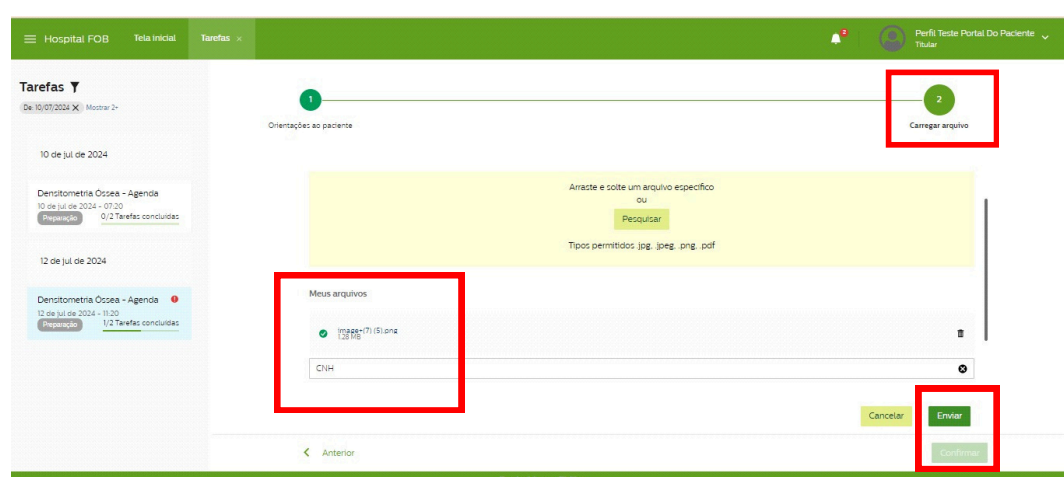 Hospital FOB
Tela Inicial
Tarefas ×
2
Perfil Teste Portal Do Paciente
Titular
Tarefas
De: 10/07/2024 X Mostrar 2+
10 de jul de 2024
Densitometria Óssea - Agenda
10 de jul de 2024 - 07:20
Preparação 0/2 Tarefas concluídas
12 de jul de 2024
Densitometria Óssea - Agenda
12 de jul de 2024 - 11:20
Preparação 1/2 Tarefas concluídas
1
Orientações ao paciente
2
Carregar arquivo
Arraste e solte um arquivo específico
ou
Pesquisar
Tipos permitidos .jpg, .jpeg, .png, .pdf
Meus arquivos
image+(7) (5).png
1.28 MB
CNH
Cancelar
Enviar
Anterior
Confirmar